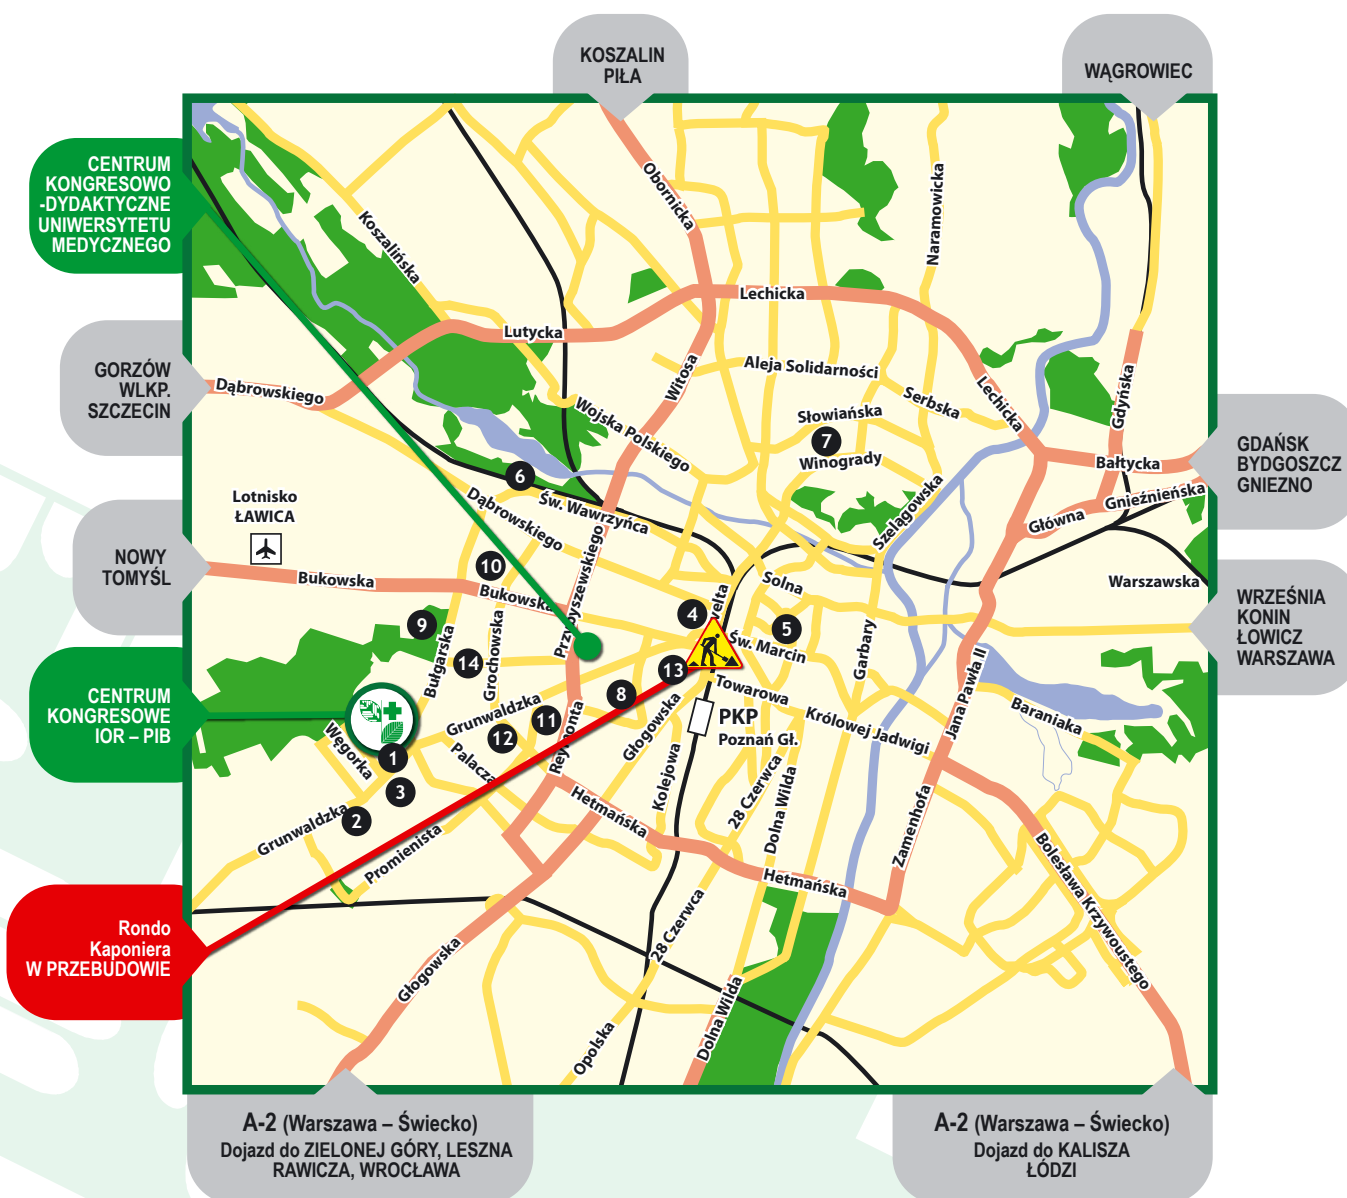 KOSZALIN
PIŁA
WĄGROWIEC
CENTRUM
KONGRESOWO
-DYDAKTYCZNE
UNIWERSYTETU
MEDYCZNEGO
GORZÓW
WLKP.
SZCZECIN
NOWY
TOMYŚL
CENTRUM
KONGRESOWE
IOR – PIB
Rondo
Kaponiera
W PRZEBUDOWIE
GDAŃSK
BYDGOSZCZ
GNIEZNO
WRZEŚNIA
KONIN
ŁOWICZ
WARSZAWA
Obornicka
Naramowicka
Koszalińska
Lechicka
Lutycka
Witosa
Aleja Solidarności
Dąbrowskiego
Serbska
Lechicka
Gdyńska
Słowiańska
7
Winogrady
Wojska Polskiego
Bałtycka
Gnieźnieńska
Główna
6
Św. Wawrzyńca
Dąbrowskiego
Szelągowska
Lotnisko
ŁAWICA
Przybyszewskiego
10
Bukowska
Bukowska
Solna
Warszawska
9
Bułgarska
14
Grochowska
4
5
Św. Marcin
Garbary
13
8
Towarowa
Królowej Jadwigi
Jana Pawła II
Baraniaka
Grunwaldzka
11
12
Palacza
Reymonta
Głogowska
PKP
Poznań Gł.
Węgorka
1
3
2
Grunwaldzka
Promienista
Kolejowa
Hetmańska
28 Czerwca
Dolna Wilda
Zamenhofa
Hetmańska
Bolesława Krzywoustego
28 Czerwca
Głogowska
Opolska
Dolna Wilda
A-2 (Warszawa – Świecko)
Dojazd do ZIELONEJ GÓRY, LESZNA
RAWICZA, WROCŁAWA
A-2 (Warszawa – Świecko)
Dojazd do KALISZA
ŁÓDZI